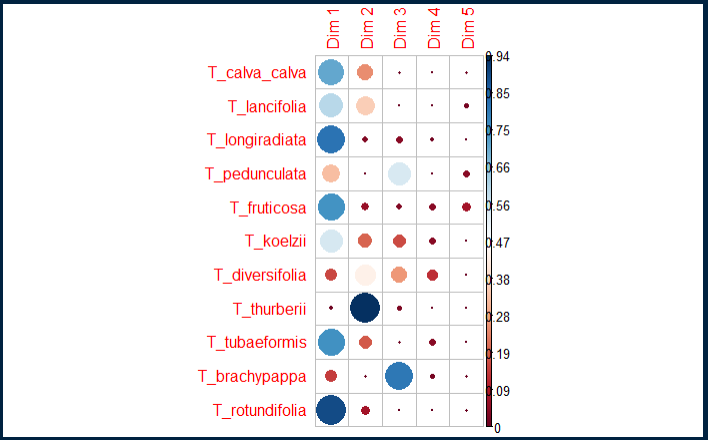 Dim 1 Dim 2 Dim 3 Dim 4 Dim 5
T_calva_calva
T_lancifolia
T_longiradiata
T_pedunculata
T_fruticosa
T_koelzii
T_diversifolia
T_thurberii
T_tubaeformis
T_brachypappa
T_rotundifolia
0.94
0.85
0.75
0.66
0.56
0.47
0.38
0.28
0.19
0.09
0